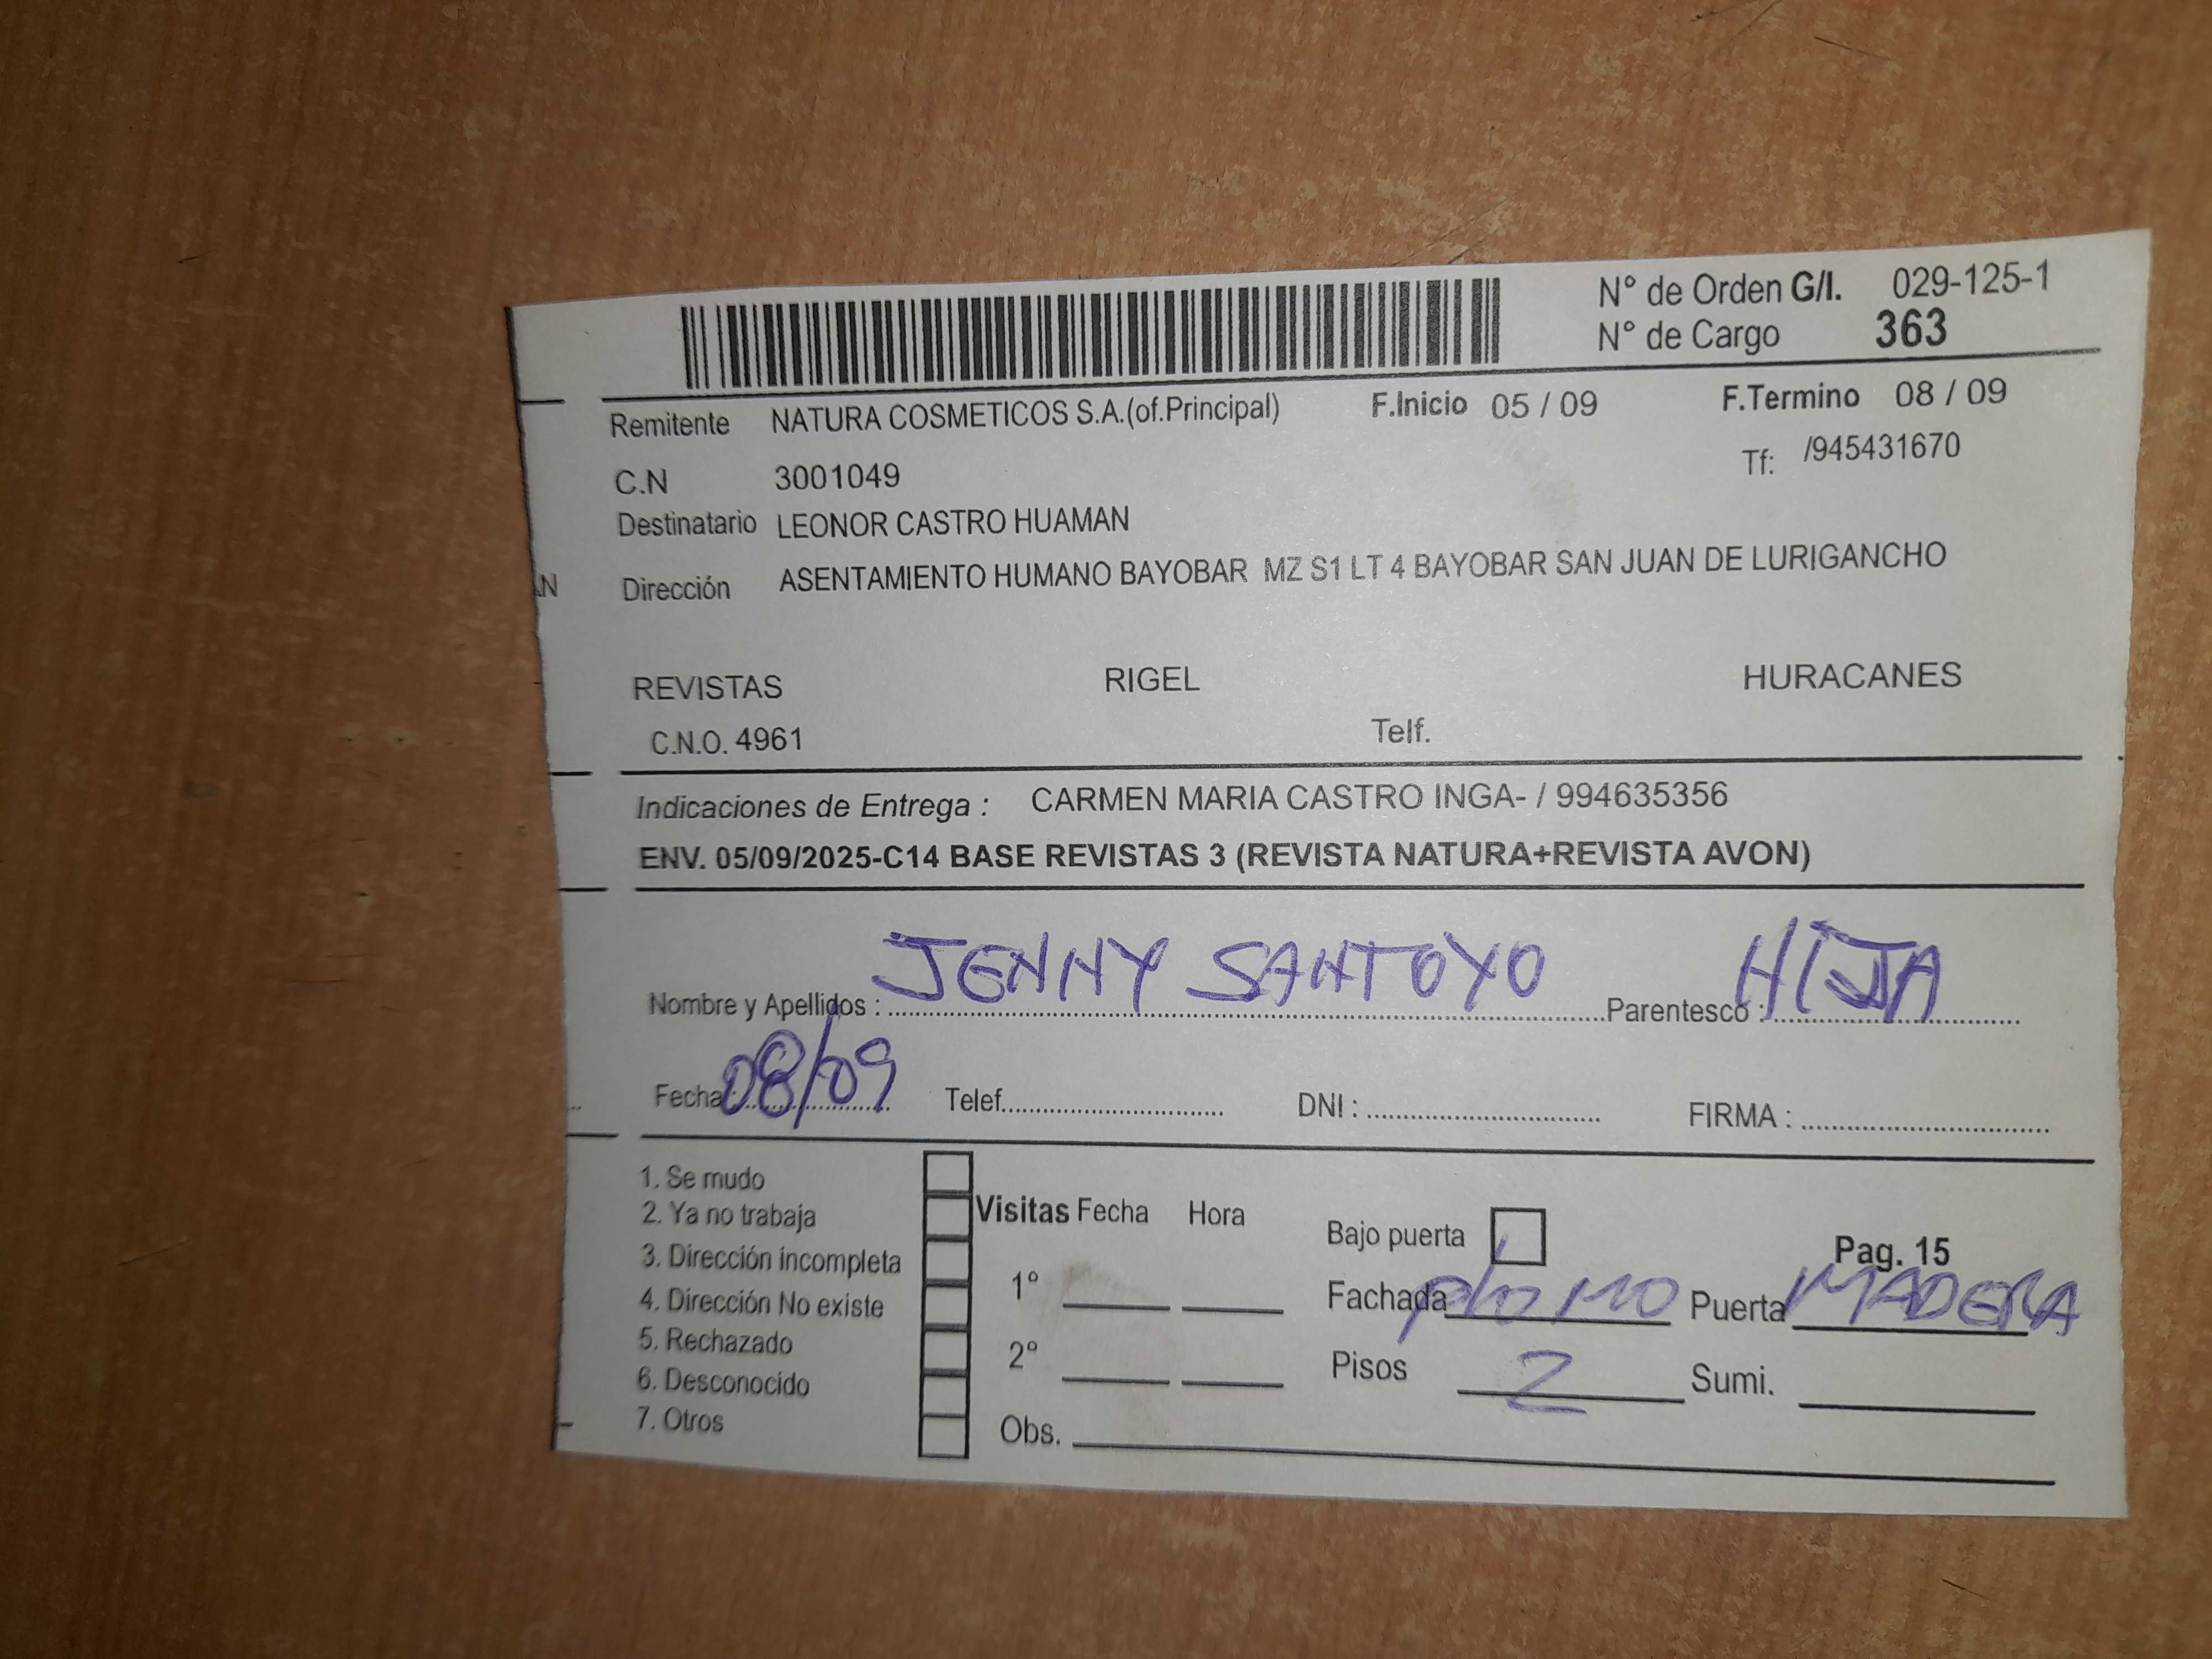 N° de Orden G/I. 029-125-1
N° de Cargo 363
Remitente NATURA COSMETICOS S.A.(of.Principal) F.Inicio 05 / 09 F.Termino 08 / 09
C.N 3001049 Tf: /945431670
Destinatario LEONOR CASTRO HUAMAN
Dirección ASENTAMIENTO HUMANO BAYOBAR MZ S1 LT 4 BAYOBAR SAN JUAN DE LURIGANCHO
REVISTAS RIGEL HURACANES
C.N.O. 4961 Telf.
Indicaciones de Entrega : CARMEN MARIA CASTRO INGA- / 994635356
ENV. 05/09/2025-C14 BASE REVISTAS 3 (REVISTA NATURA+REVISTA AVON)
Nombre y Apellidos : JENNY SANTOYO Parentesco : HIJA
Fecha : 08/09 Telef. DNI : FIRMA :
1. Se mudo
2. Ya no trabaja Visitas Fecha Hora Bajo puerta
3. Dirección incompleta Pag. 15
4. Dirección No existe 1° Fachada plomo Puerta MADERA
5. Rechazado
6. Desconocido 2° Pisos 2 Sumi.
7. Otros Obs.